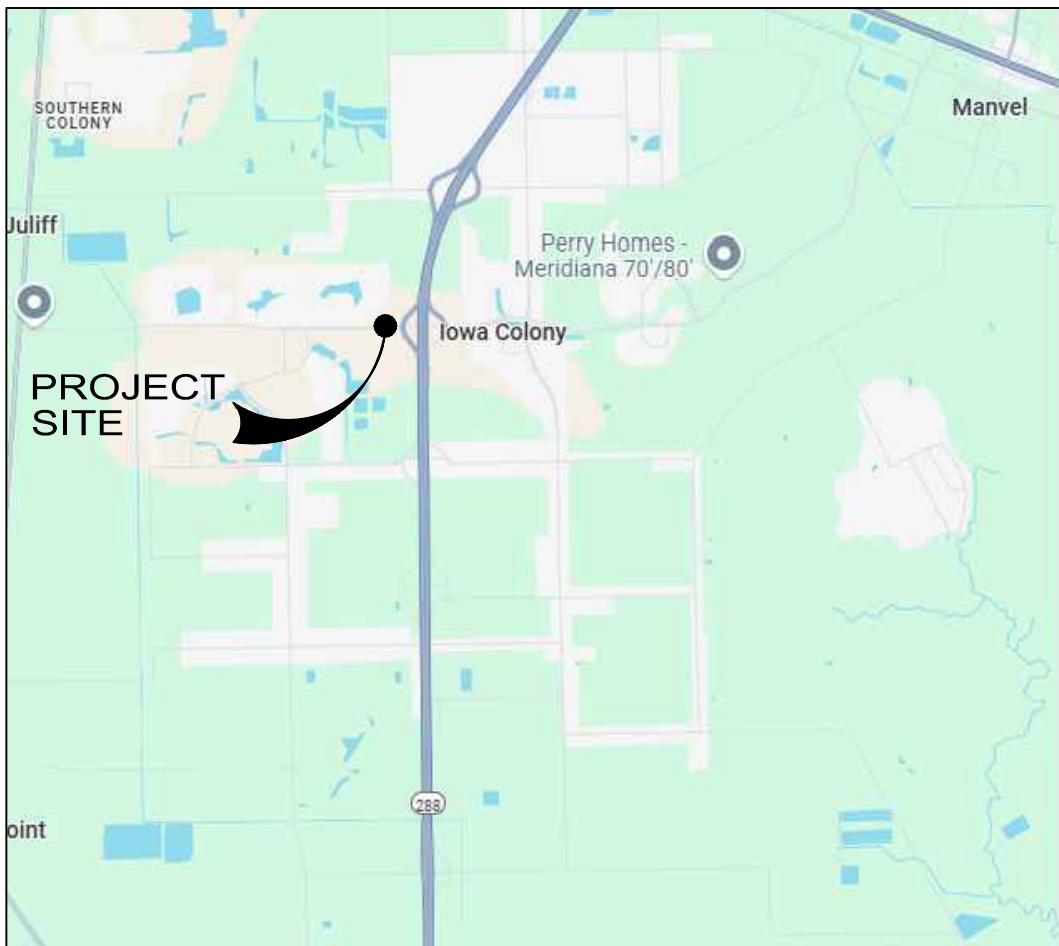 SOUTHERN
COLONY
Manvel
Juliff
Perry Homes -
Meridiana 70'/80'
Iowa Colony
PROJECT
SITE
288
oint